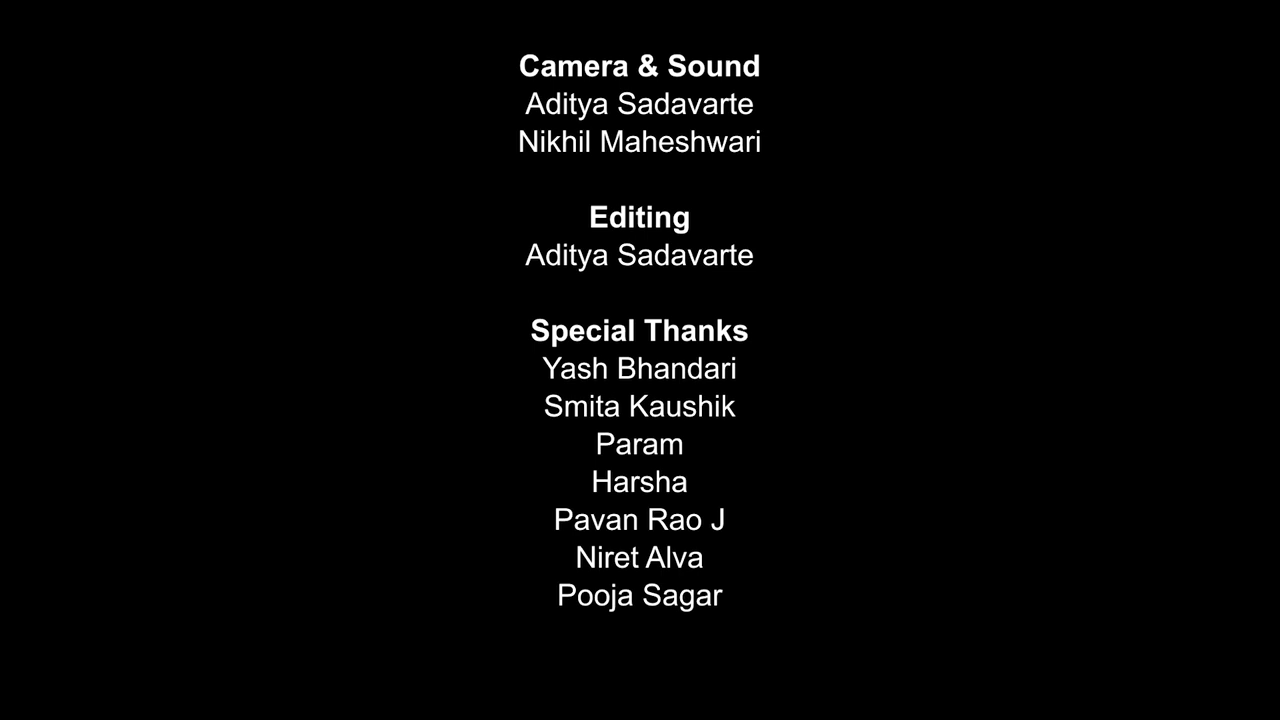 Camera & Sound
Aditya Sadavarte
Nikhil Maheshwari
Editing
Aditya Sadavarte
Special Thanks
Yash Bhandari
Smita Kaushik
Param
Harsha
Pavan Rao J
Niret Alva
Pooja Sagar